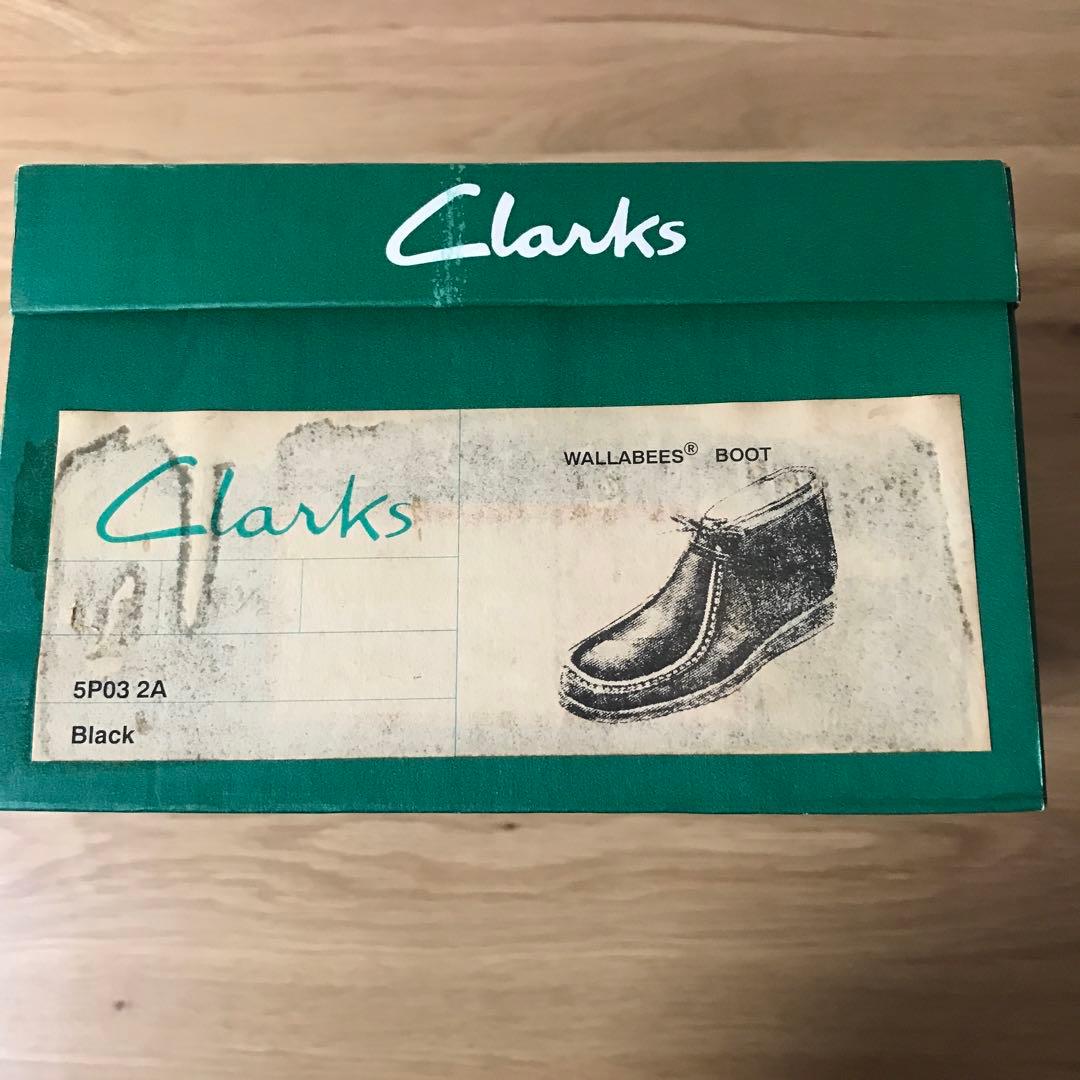 Clarks
Clarks
WALLABEES® BOOT
5P03 2A
Black